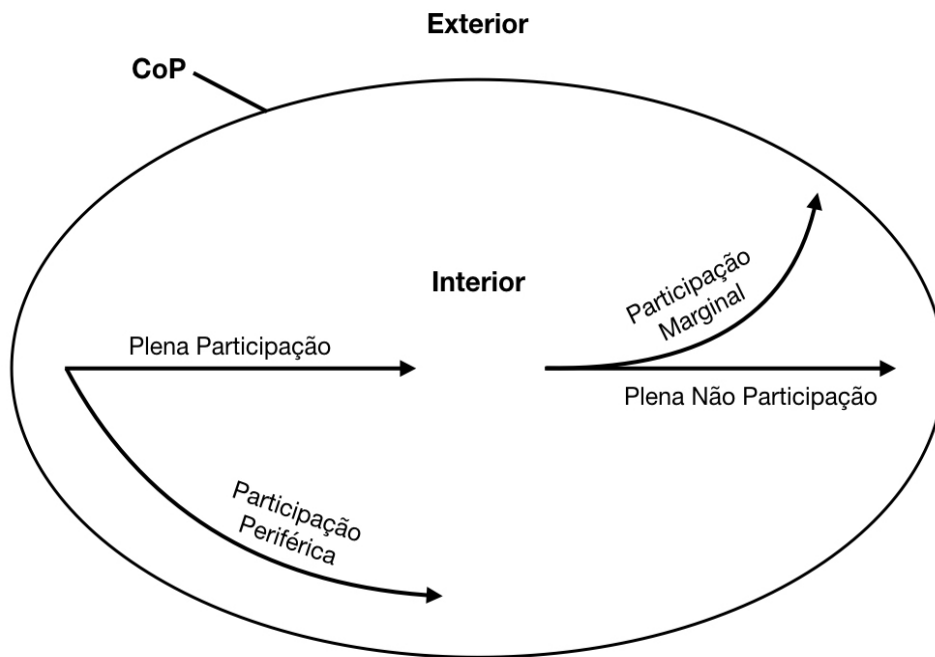 Exterior
CoP
Interior
Participação
Marginal
Plena Participação
Plena Não Participação
Participação
Periférica